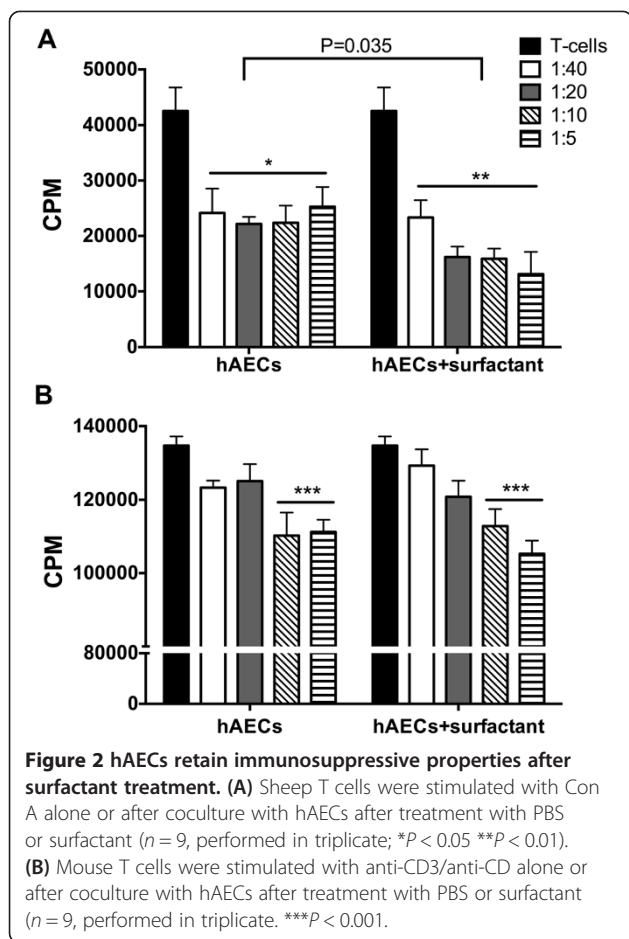 A
P=0.035
T-cells
1:40
1:20
1:10
1:5
50000
40000
30000
20000
10000
0
CPM
*
**
hAECs
hAECs+surfactant
B
140000
120000
100000
80000
0
CPM
***
***
hAECs
hAECs+surfactant
Figure 2 hAECs retain immunosuppressive properties after
surfactant treatment. (A) Sheep T cells were stimulated with Con
A alone or after coculture with hAECs after treatment with PBS
or surfactant (n = 9, performed in triplicate; *P < 0.05 **P < 0.01).
(B) Mouse T cells were stimulated with anti-CD3/anti-CD alone or
after coculture with hAECs after treatment with PBS or surfactant
(n = 9, performed in triplicate. ***P < 0.001.